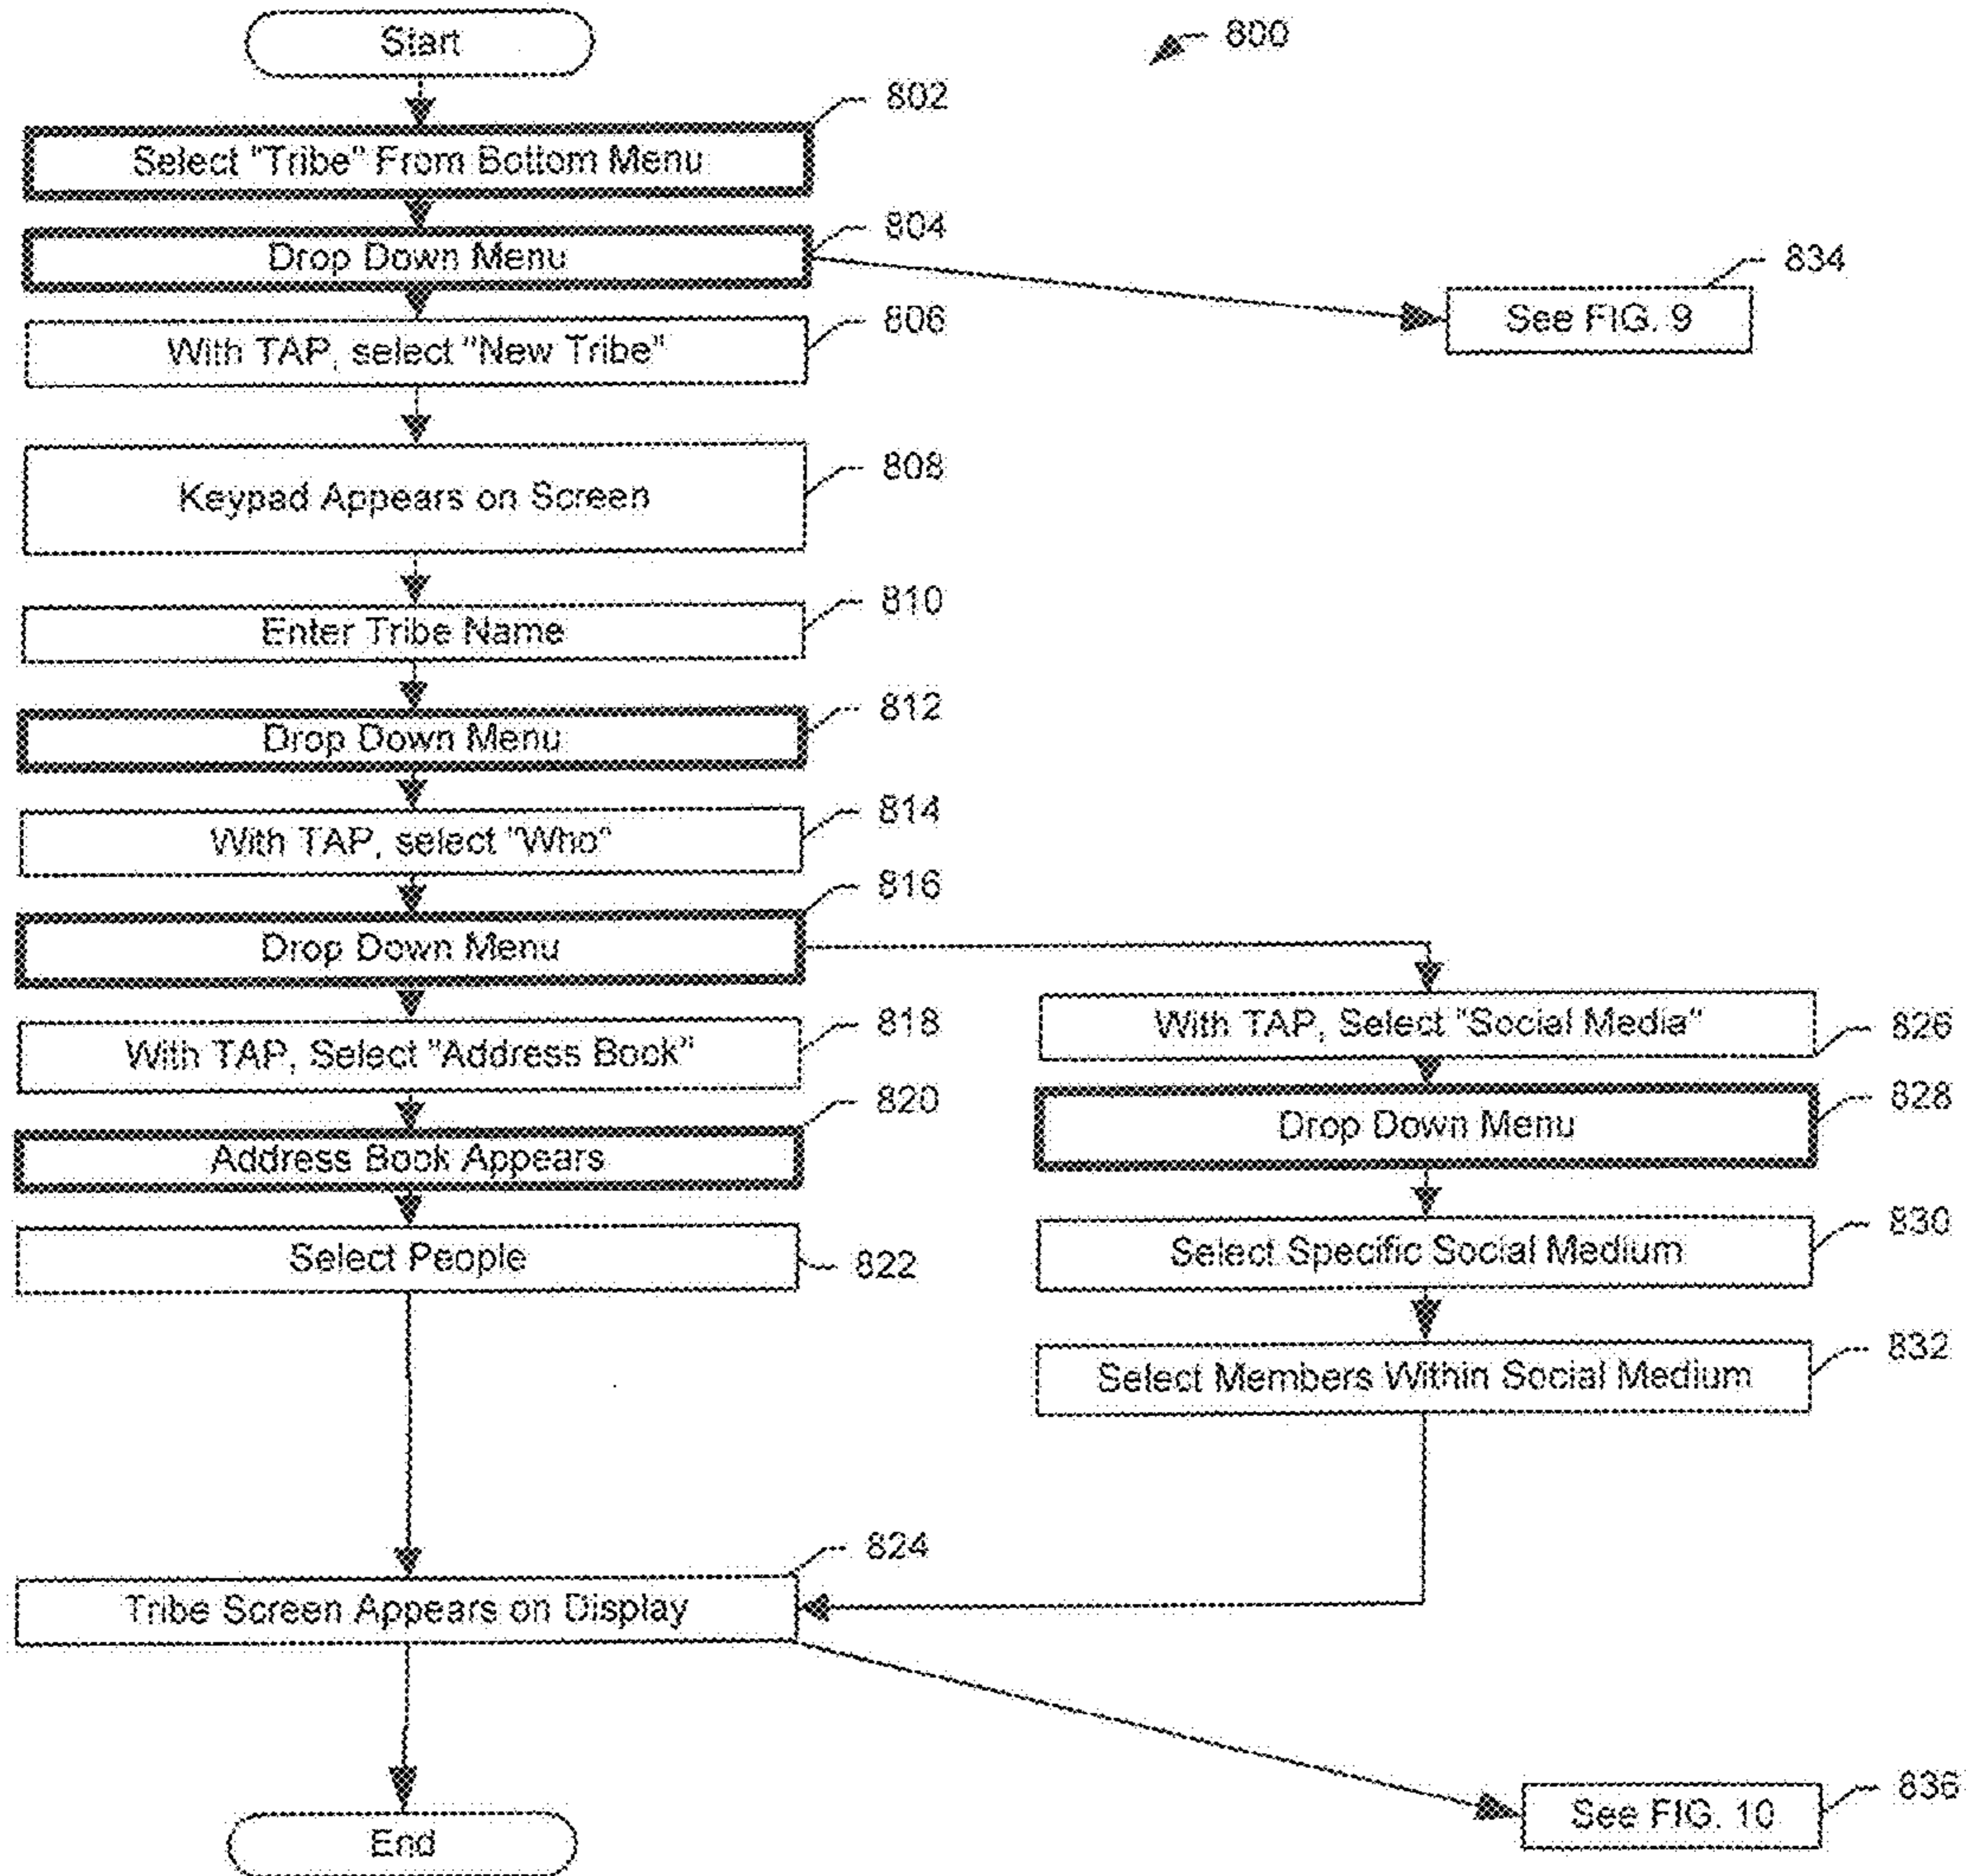 Start
800
802
Select "Tribe" From Bottom Menu
804
Drop Down Menu
834
See FIG. 9
806
With TAP, select "New Tribe"
808
Keypad Appears on Screen
810
Enter Tribe Name
812
Drop Down Menu
814
With TAP, select "Who"
816
Drop Down Menu
818
With TAP, Select "Address Book"
820
Address Book Appears
Select People
822
With TAP, Select "Social Media"
826
828
Drop Down Menu
830
Select Specific Social Medium
832
Select Members Within Social Medium
824
Tribe Screen Appears on Display
836
See FIG. 10
End